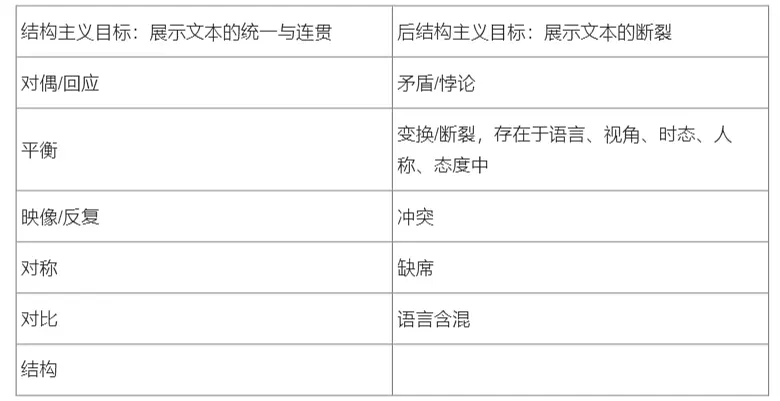 结构主义目标：展示文本的统一与连贯
后结构主义目标：展示文本的断裂
对偶/回应
矛盾/悖论
平衡
变换/断裂，存在于语言、视角、时态、人
称、态度中
映像/反复
冲突
对称
缺席
对比
语言含混
结构